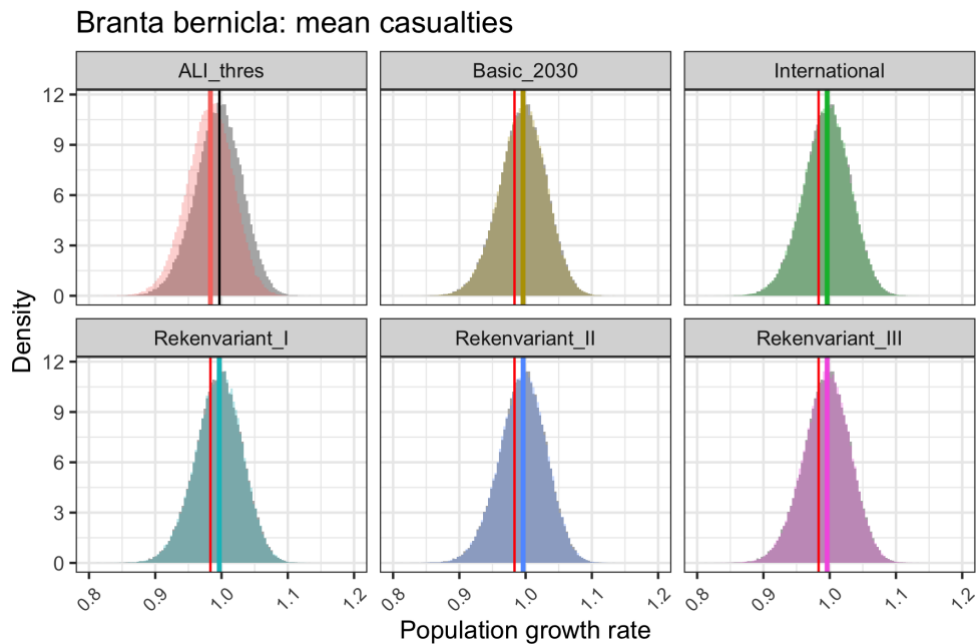 Branta bernicla: mean casualties
ALI_thres
Basic_2030
International
12
9
6
3
0
Rekenvariant_I
Rekenvariant_II
Rekenvariant_III
12
9
6
3
0
Density
0.8 0.9 1.0 1.1 1.2 0.8 0.9 1.0 1.1 1.2 0.8 0.9 1.0 1.1 1.2
Population growth rate